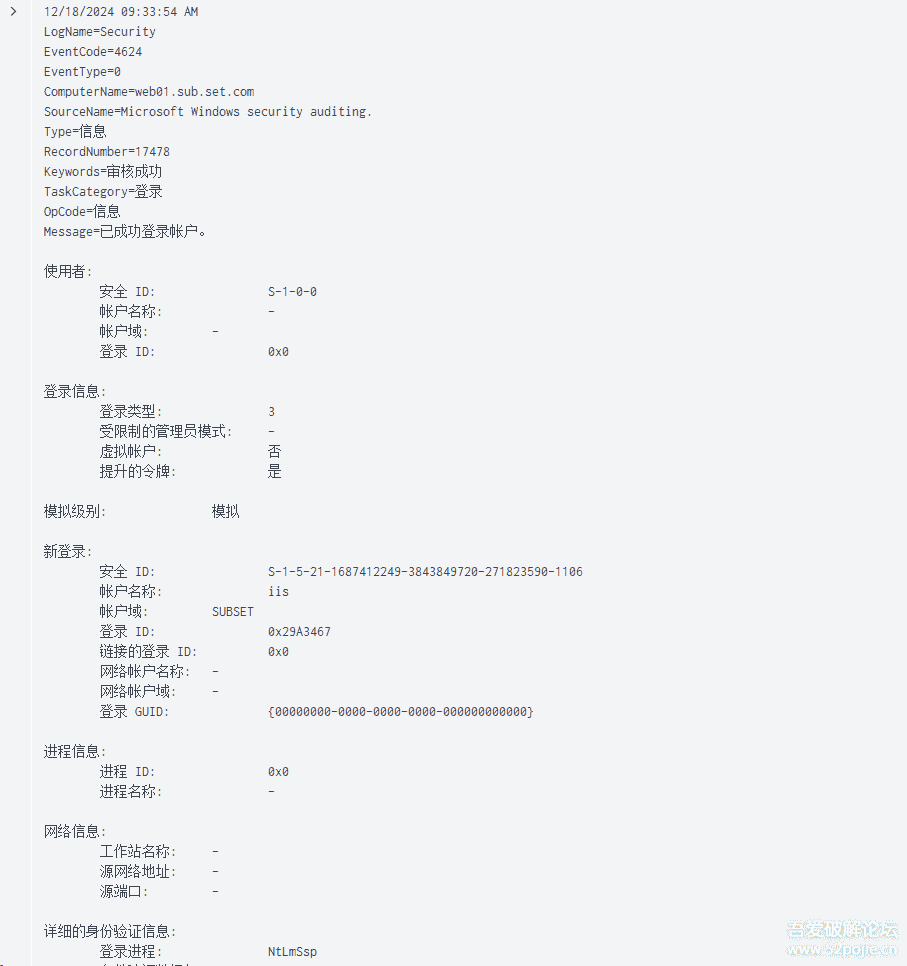 12/18/2024 09:33:54 AM
LogName=Security
EventCode=4624
EventType=0
ComputerName=web01.sub.set.com
SourceName=Microsoft Windows security auditing.
Type=信息
RecordNumber=17478
Keywords=审核成功
TaskCategory=登录
OpCode=信息
Message=已成功登录帐户。
使用者:
安全 ID: S-1-0-0
帐户名称: -
帐户域: -
登录 ID: 0x0
登录信息:
登录类型: 3
受限制的管理员模式: -
虚拟帐户: 否
提升的令牌: 是
模拟级别: 模拟
新登录:
安全 ID: S-1-5-21-1687412249-3843849720-271823590-1106
帐户名称: iis
帐户域: SUBSET
登录 ID: 0x29A3467
链接的登录 ID: 0x0
网络帐户名称: -
网络帐户域: -
登录 GUID: {00000000-0000-0000-0000-000000000000}
进程信息:
进程 ID: 0x0
进程名称: -
网络信息:
工作站名称: -
源网络地址: -
源端口: -
详细的身份验证信息:
登录进程: NtLmSsp
吾爱破解论坛
www.52pojie.cn